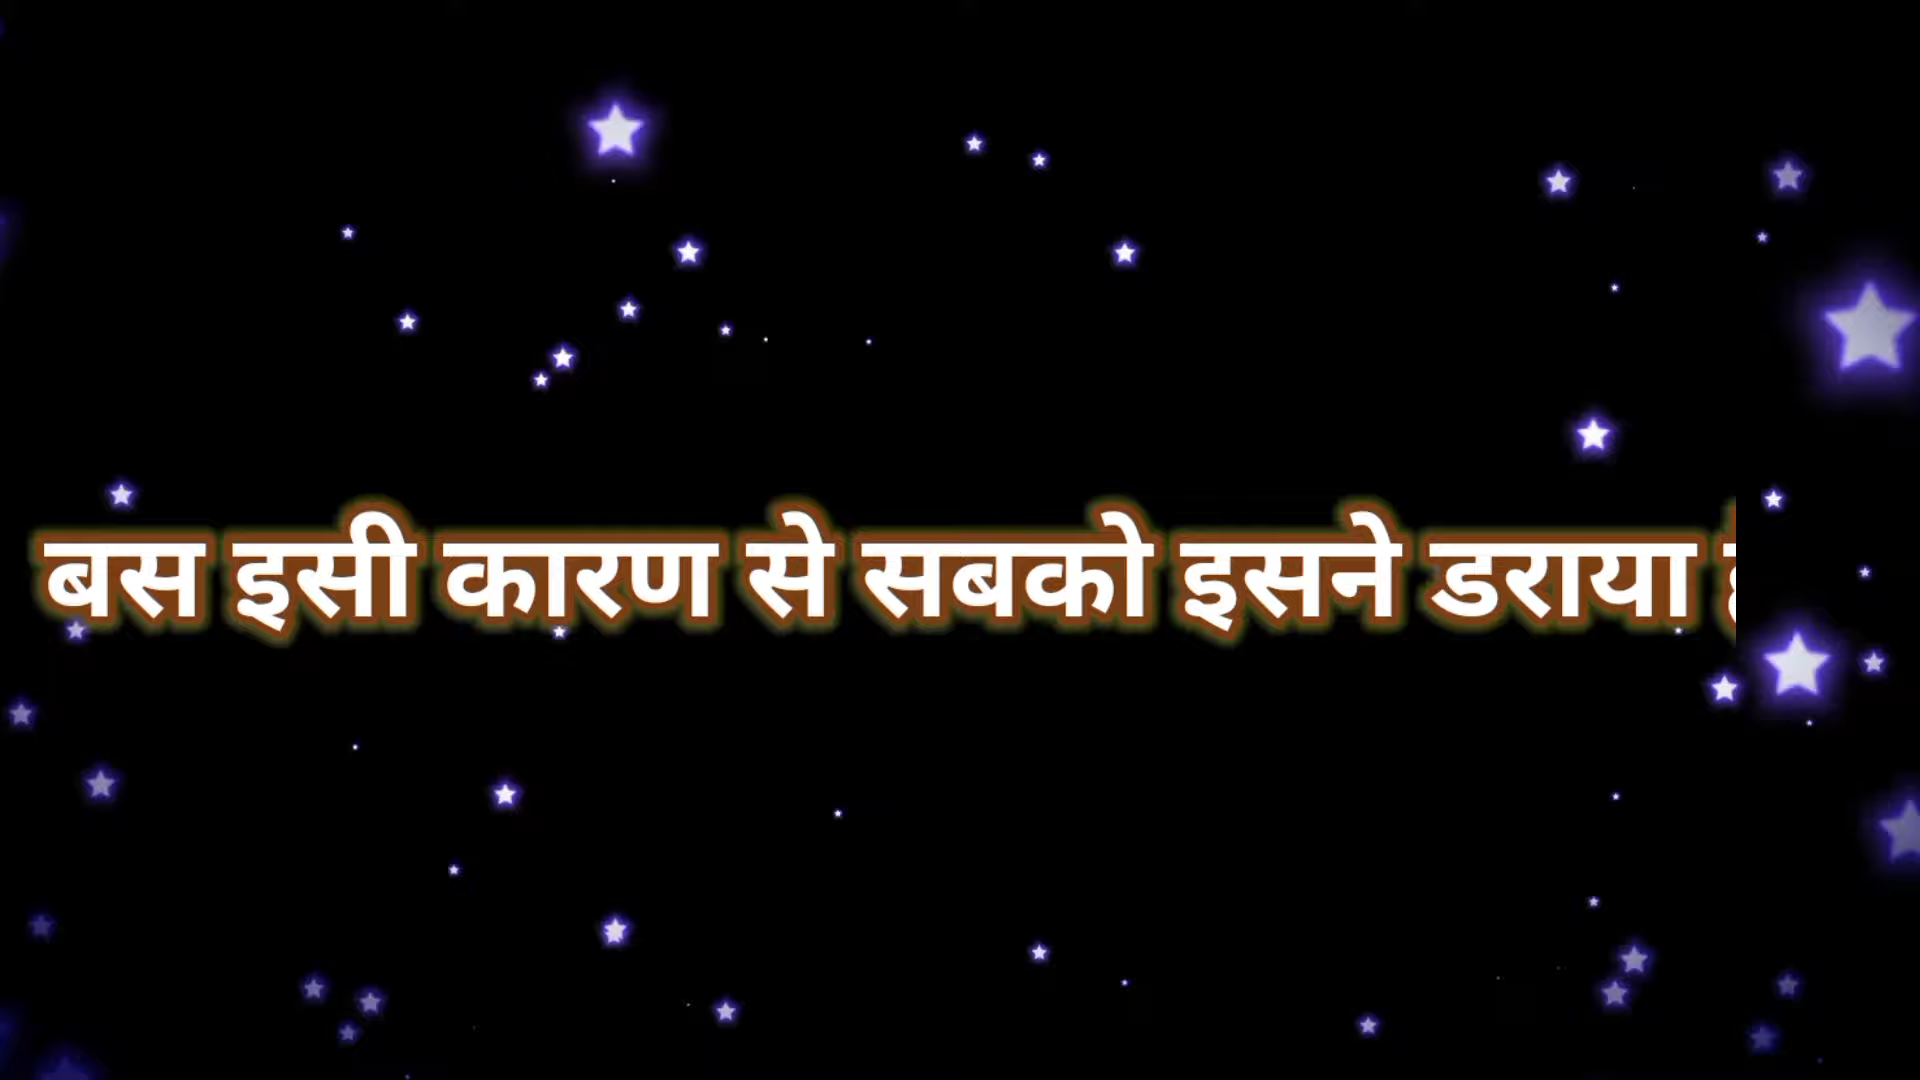 बस इसी कारण से सबको इसने डराया